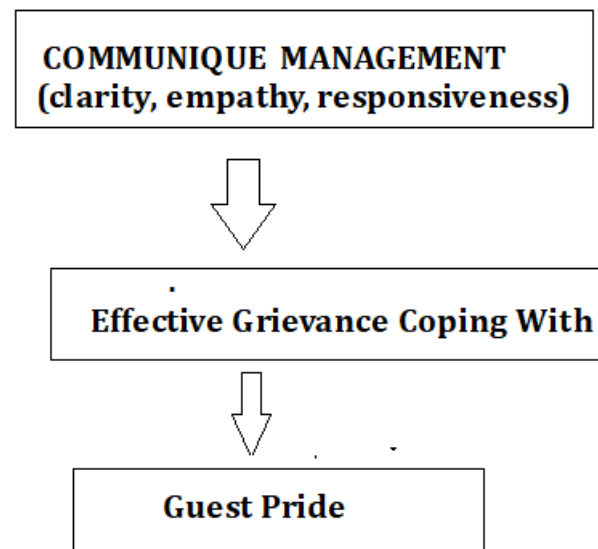 COMMUNIQUE MANAGEMENT
(clarity, empathy, responsiveness)
Effective Grievance Coping With
Guest Pride